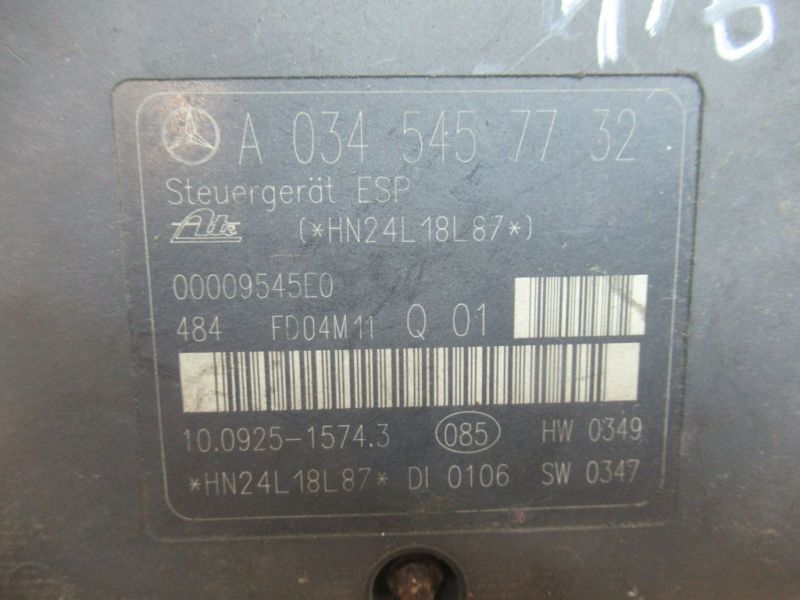 A 034 545 77 32
Steuergerät ESP
Ate (*HN24L18L87*)
00009545E0
484 FD04M11 Q 01
10.0925-1574.3 085 HW 0349
*HN24L18L87* DI 0106 SW 0347